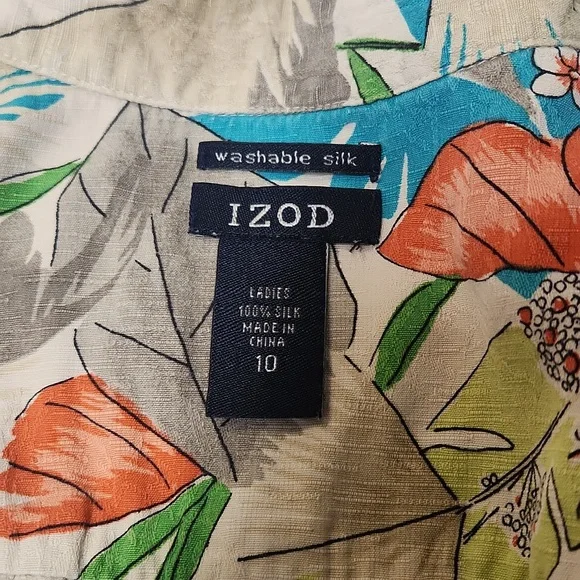 washable silk
IZOD
LADIES
100% SILK
MADE IN
CHINA
10